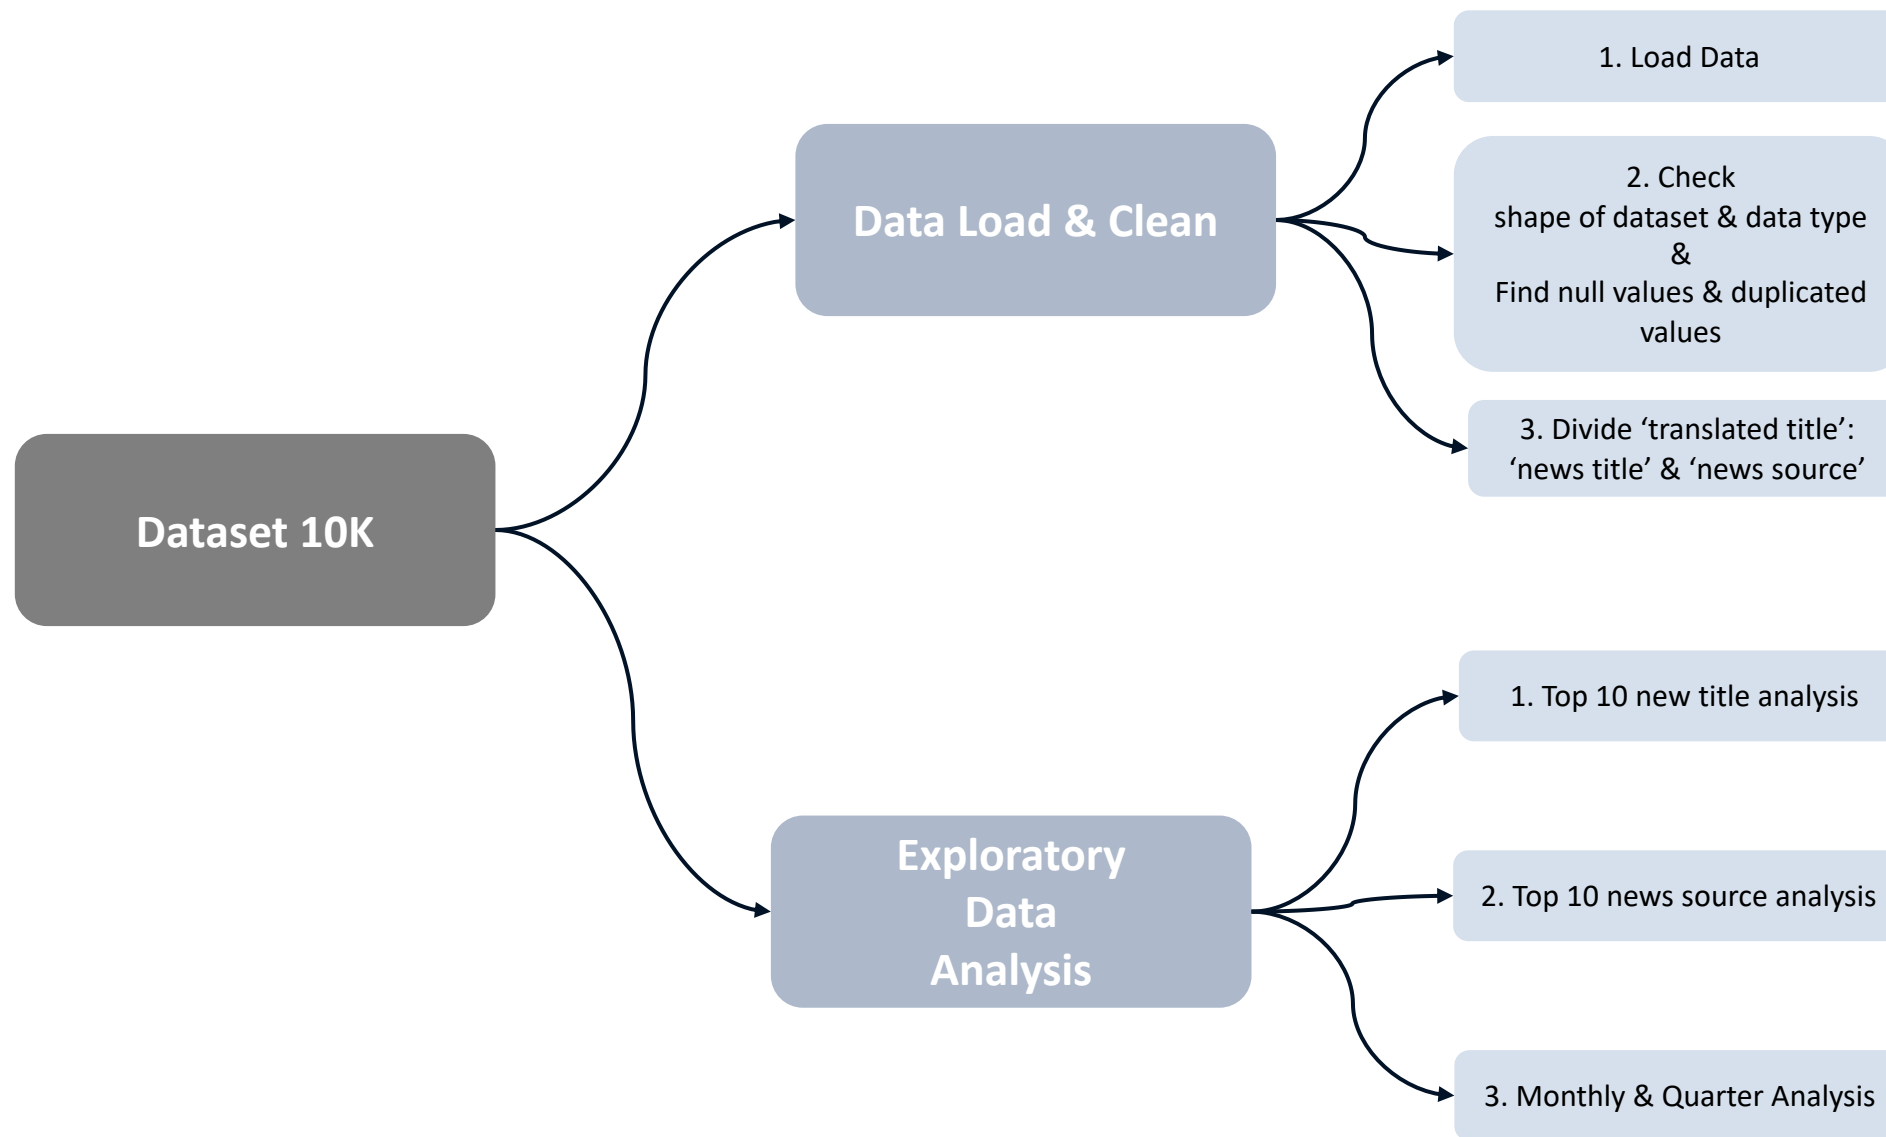 Dataset 10K
Data Load & Clean
1. Load Data
2. Check
shape of dataset & data type
&
Find null values & duplicated
values
3. Divide ‘translated title’:
‘news title’ & ‘news source’
Exploratory
Data
Analysis
1. Top 10 new title analysis
2. Top 10 news source analysis
3. Monthly & Quarter Analysis